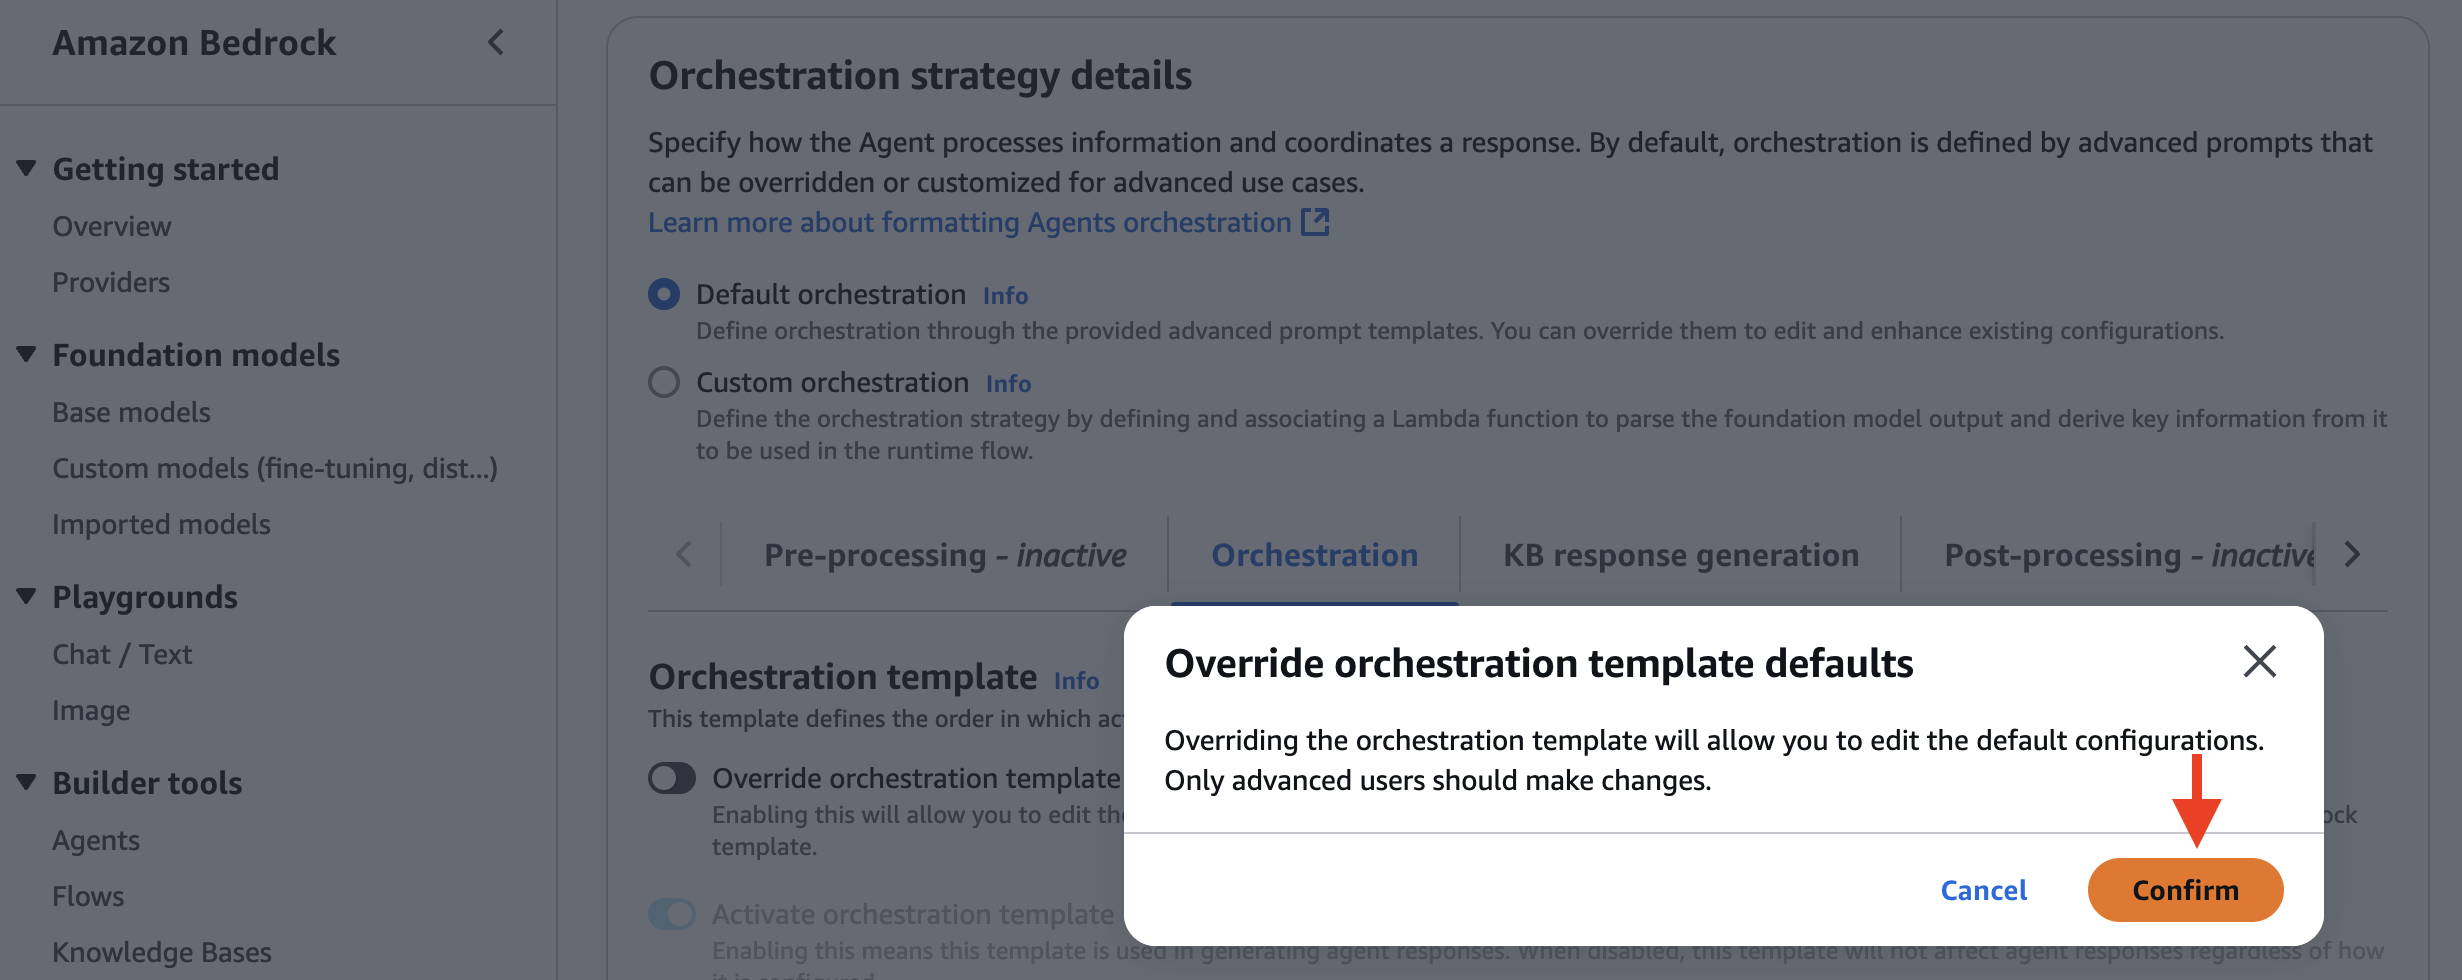 Amazon Bedrock
Getting started
Overview
Providers
Foundation models
Base models
Custom models (fine-tuning, dist...)
Imported models
Playgrounds
Chat / Text
Image
Builder tools
Agents
Flows
Knowledge Bases
Orchestration strategy details
Specify how the Agent processes information and coordinates a response. By default, orchestration is defined by advanced prompts that
can be overridden or customized for advanced use cases.
Learn more about formatting Agents orchestration
Default orchestration Info
Define orchestration through the provided advanced prompt templates. You can override them to edit and enhance existing configurations.
Custom orchestration Info
Define the orchestration strategy by defining and associating a Lambda function to parse the foundation model output and derive key information from it
to be used in the runtime flow.
Pre-processing - inactive Orchestration KB response generation Post-processing - inactive
Orchestration template Info
This template defines the order in which
Override orchestration template
Enabling this will allow you to edit
template.
Activate orchestration template
Enabling this means this template is used in generating agent responses. When disabled, this template will not affect agent responses regardless of how
it is configured.
Override orchestration template defaults
Overriding the orchestration template will allow you to edit the default configurations.
Only advanced users should make changes.
Cancel Confirm